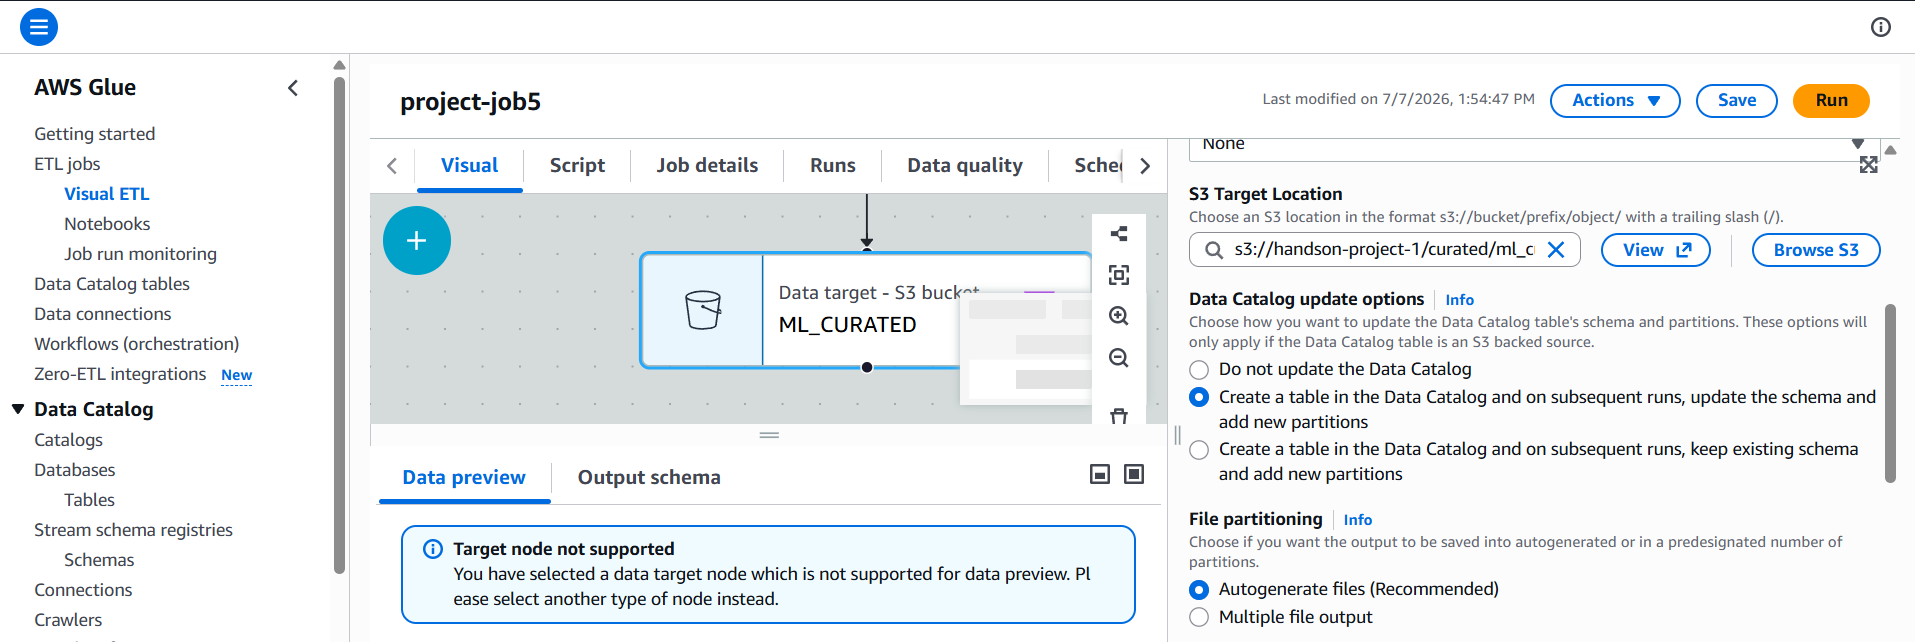 AWS Glue
Getting started
ETL jobs
Visual ETL
Notebooks
Job run monitoring
Data Catalog tables
Data connections
Workflows (orchestration)
Zero-ETL integrations New
Data Catalog
Catalogs
Databases
Tables
Stream schema registries
Schemas
Connections
Crawlers
project-job5
Last modified on 7/7/2026, 1:54:47 PM
Actions
Save
Run
Visual
Script
Job details
Runs
Data quality
Sche
Data target - S3 bucket
ML_CURATED
Data preview
Output schema
Target node not supported
You have selected a data target node which is not supported for data preview. Pl
ease select another type of node instead.
None
S3 Target Location
Choose an S3 location in the format s3://bucket/prefix/object/ with a trailing slash (/).
s3://handson-project-1/curated/ml_c
View
Browse S3
Data Catalog update options Info
Choose how you want to update the Data Catalog table's schema and partitions. These options will
only apply if the Data Catalog table is an S3 backed source.
Do not update the Data Catalog
Create a table in the Data Catalog and on subsequent runs, update the schema and
add new partitions
Create a table in the Data Catalog and on subsequent runs, keep existing schema
and add new partitions
File partitioning Info
Choose if you want the output to be saved into autogenerated or in a predesignated number of
partitions.
Autogenerate files (Recommended)
Multiple file output